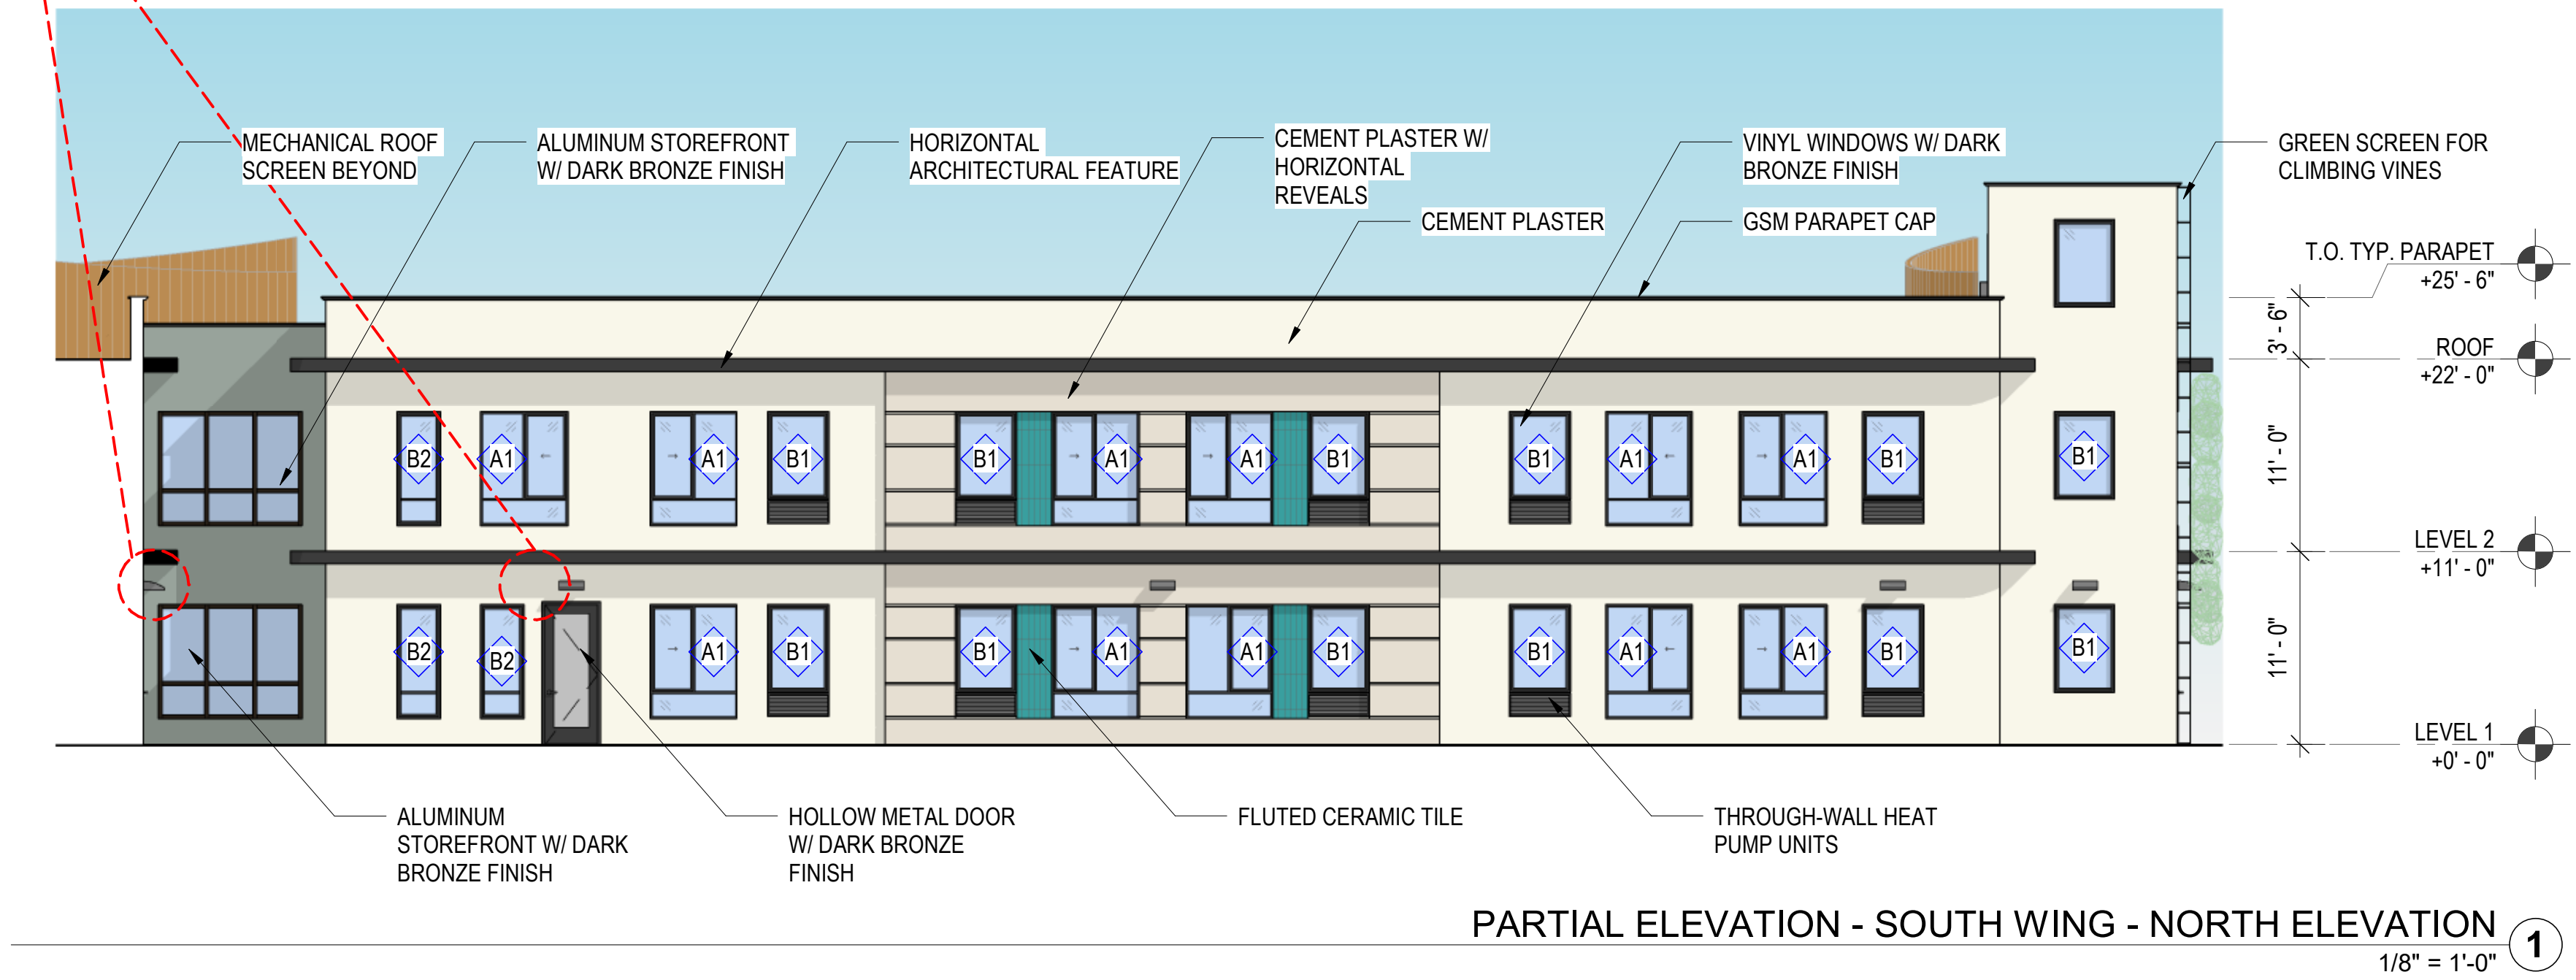 MECHANICAL ROOF
SCREEN BEYOND
ALUMINUM STOREFRONT
W/ DARK BRONZE FINISH
HORIZONTAL
ARCHITECTURAL FEATURE
CEMENT PLASTER W/
HORIZONTAL
REVEALS
CEMENT PLASTER
VINYL WINDOWS W/ DARK
BRONZE FINISH
GSM PARAPET CAP
GREEN SCREEN FOR
CLIMBING VINES
T.O. TYP. PARAPET
+25' - 6"
3' - 6"
ROOF
+22' - 0"
11' - 0"
LEVEL 2
+11' - 0"
11' - 0"
LEVEL 1
+0' - 0"
B2 A1 A1 B1 B1 A1 A1 B1 B1 A1 A1 B1 B1
B2 B2 A1 B1 B1 A1 A1 B1 B1 A1 A1 B1 B1
ALUMINUM
STOREFRONT W/ DARK
BRONZE FINISH
HOLLOW METAL DOOR
W/ DARK BRONZE
FINISH
FLUTED CERAMIC TILE
THROUGH-WALL HEAT
PUMP UNITS
PARTIAL ELEVATION - SOUTH WING - NORTH ELEVATION
1/8" = 1'-0"
1